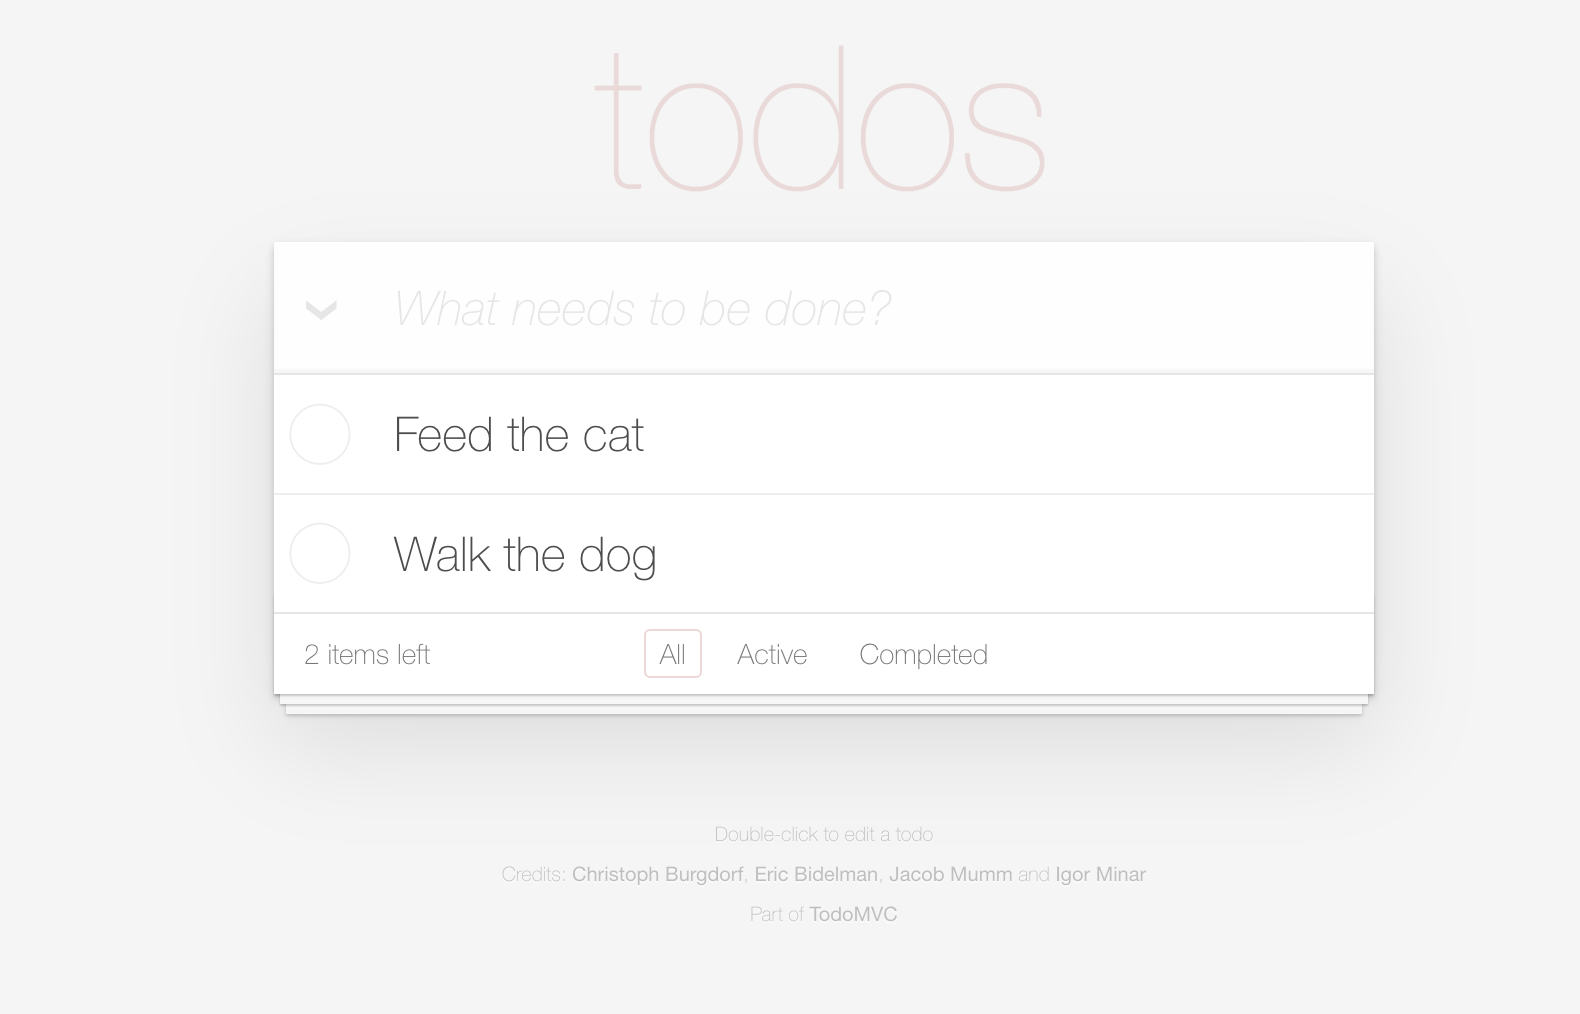 todos
What needs to be done?
Feed the cat
Walk the dog
2 items left All Active Completed
Double-click to edit a todo
Credits: Christoph Burgdorf, Eric Bidelman, Jacob Mumm and Igor Minar
Part of TodoMVC